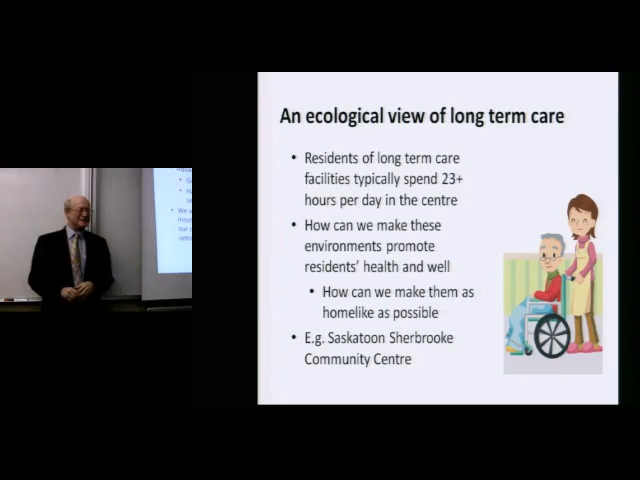 An ecological view of long term care
• Residents of long term care
facilities typically spend 23+
hours per day in the centre
• How can we make these
environments promote
residents' health and well
• How can we make them as
homelike as possible
• E.g. Saskatoon Sherbrooke
Community Centre